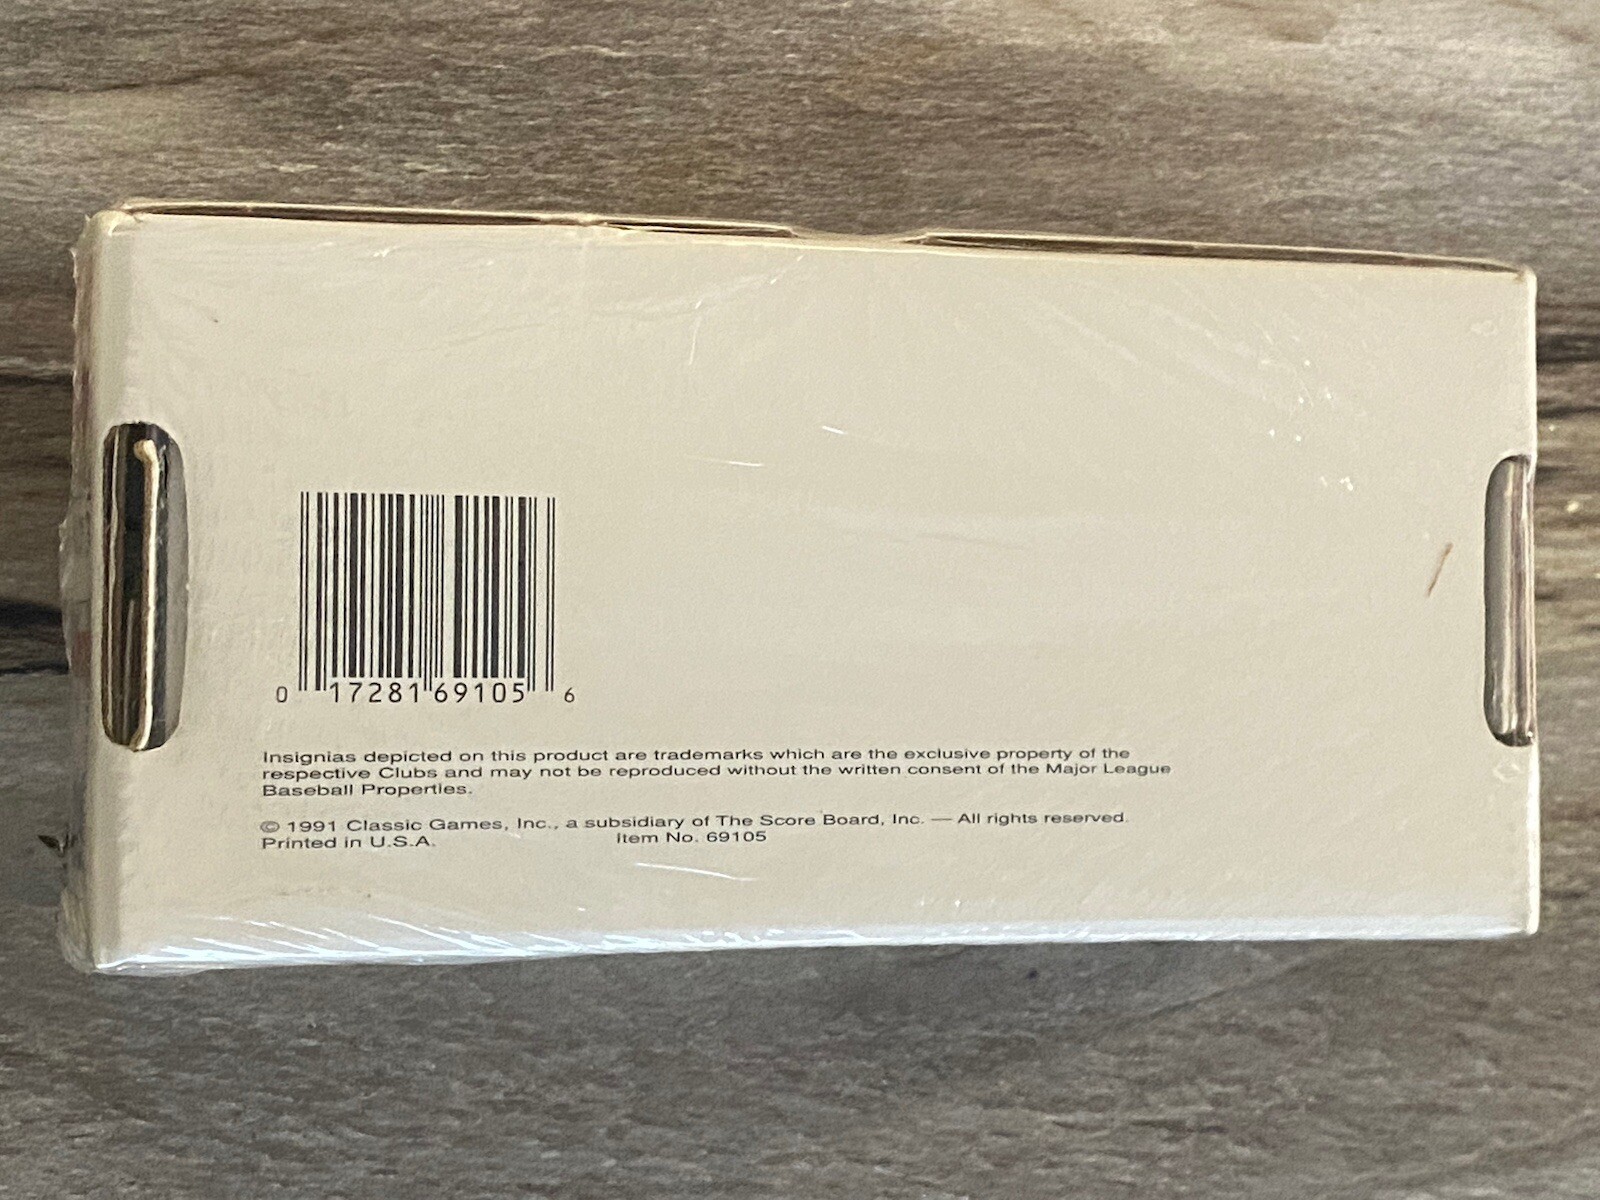 0 17281 69105 6
Insignias depicted on this product are trademarks which are the exclusive property of the
respective Clubs and may not be reproduced without the written consent of the Major League
Baseball Properties.
© 1991 Classic Games, Inc., a subsidiary of The Score Board, Inc. — All rights reserved.
Printed in U.S.A. Item No. 69105